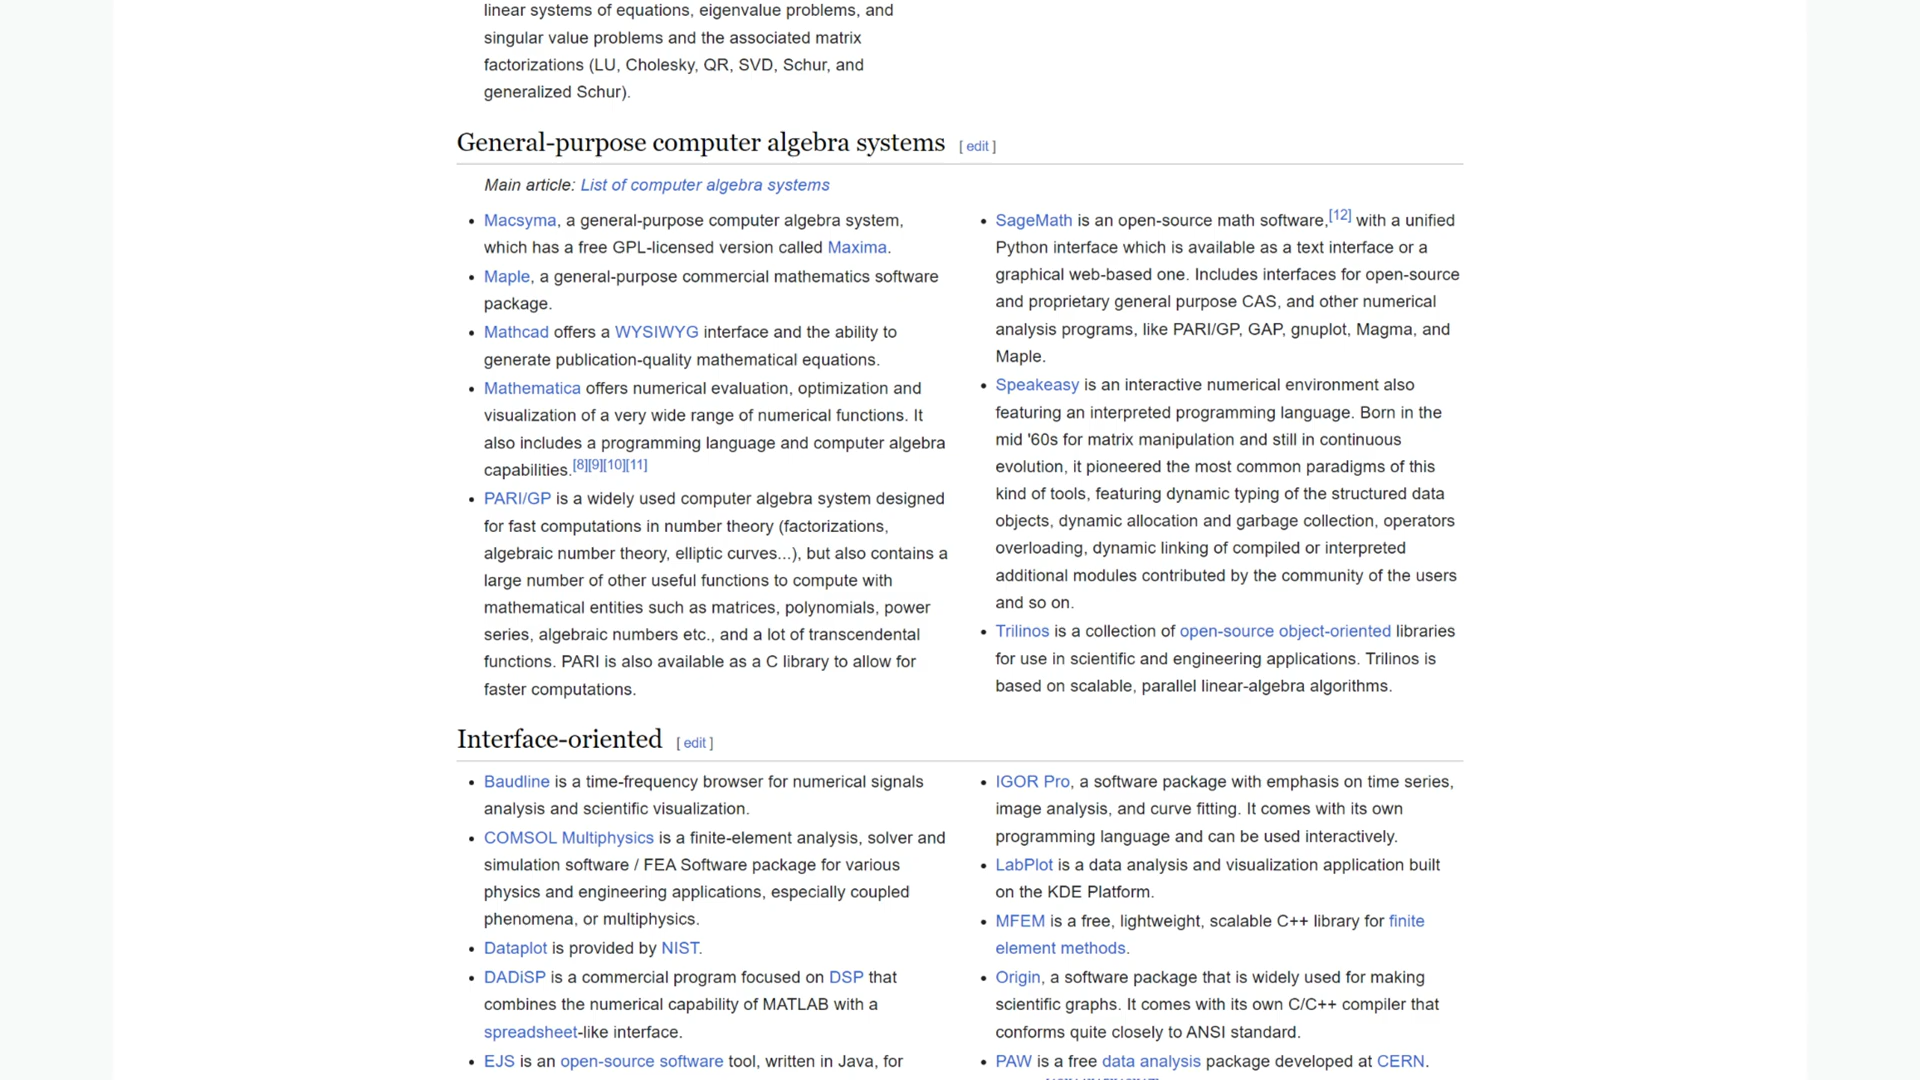 linear systems of equations, eigenvalue problems, and
singular value problems and the associated matrix
factorizations (LU, Cholesky, QR, SVD, Schur, and
generalized Schur).
General-purpose computer algebra systems [ edit ]
Main article: List of computer algebra systems
• Macsyma, a general-purpose computer algebra system,
which has a free GPL-licensed version called Maxima.
• Maple, a general-purpose commercial mathematics software
package.
• Mathcad offers a WYSIWYG interface and the ability to
generate publication-quality mathematical equations.
• Mathematica offers numerical evaluation, optimization and
visualization of a very wide range of numerical functions. It
also includes a programming language and computer algebra
capabilities.[8][9][10][11]
• PARI/GP is a widely used computer algebra system designed
for fast computations in number theory (factorizations,
algebraic number theory, elliptic curves...), but also contains a
large number of other useful functions to compute with
mathematical entities such as matrices, polynomials, power
series, algebraic numbers etc., and a lot of transcendental
functions. PARI is also available as a C library to allow for
faster computations.
• SageMath is an open-source math software,[12] with a unified
Python interface which is available as a text interface or a
graphical web-based one. Includes interfaces for open-source
and proprietary general purpose CAS, and other numerical
analysis programs, like PARI/GP, GAP, gnuplot, Magma, and
Maple.
• Speakeasy is an interactive numerical environment also
featuring an interpreted programming language. Born in the
mid '60s for matrix manipulation and still in continuous
evolution, it pioneered the most common paradigms of this
kind of tools, featuring dynamic typing of the structured data
objects, dynamic allocation and garbage collection, operators
overloading, dynamic linking of compiled or interpreted
additional modules contributed by the community of the users
and so on.
• Trilinos is a collection of open-source object-oriented libraries
for use in scientific and engineering applications. Trilinos is
based on scalable, parallel linear-algebra algorithms.
Interface-oriented [ edit ]
• Baudline is a time-frequency browser for numerical signals
analysis and scientific visualization.
• COMSOL Multiphysics is a finite-element analysis, solver and
simulation software / FEA Software package for various
physics and engineering applications, especially coupled
phenomena, or multiphysics.
• Dataplot is provided by NIST.
• DADiSP is a commercial program focused on DSP that
combines the numerical capability of MATLAB with a
spreadsheet-like interface.
• EJS is an open-source software tool, written in Java, for
• IGOR Pro, a software package with emphasis on time series,
image analysis, and curve fitting. It comes with its own
programming language and can be used interactively.
• LabPlot is a data analysis and visualization application built
on the KDE Platform.
• MFEM is a free, lightweight, scalable C++ library for finite
element methods.
• Origin, a software package that is widely used for making
scientific graphs. It comes with its own C/C++ compiler that
conforms quite closely to ANSI standard.
• PAW is a free data analysis package developed at CERN.